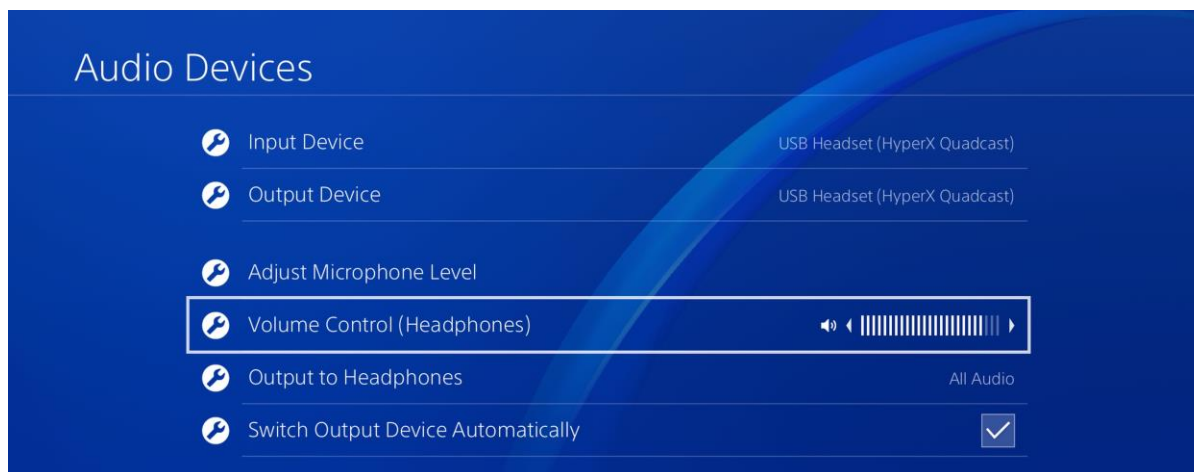 Audio Devices
Input Device USB Headset (HyperX Quadcast)
Output Device USB Headset (HyperX Quadcast)
Adjust Microphone Level
Volume Control (Headphones)
Output to Headphones All Audio
Switch Output Device Automatically